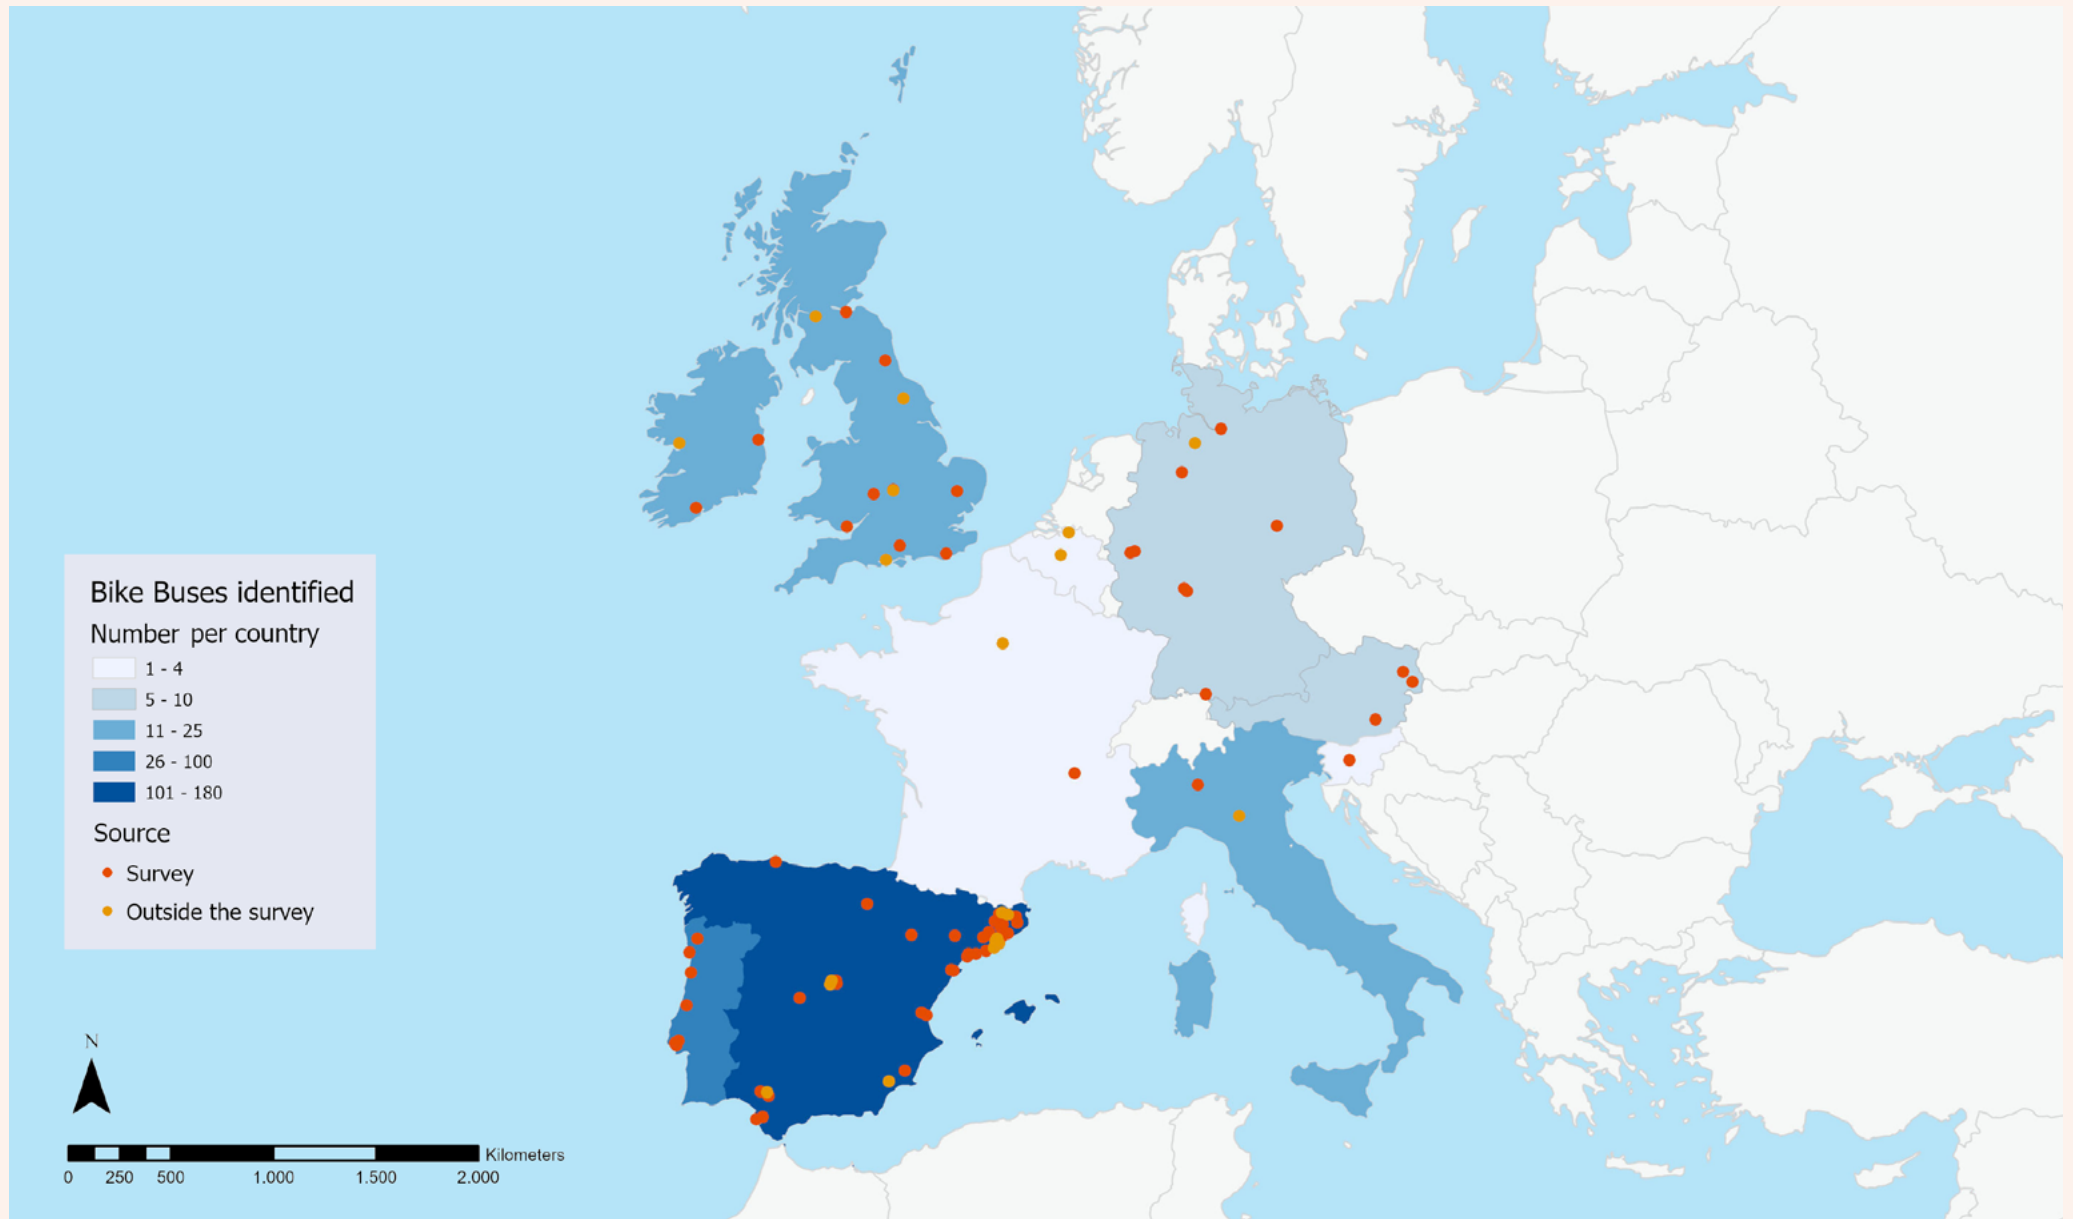 Bike Buses identified
Number per country
1 - 4
5 - 10
11 - 25
26 - 100
101 - 180
Source
Survey
Outside the survey
N
Kilometers
0 250 500 1.000 1.500 2.000